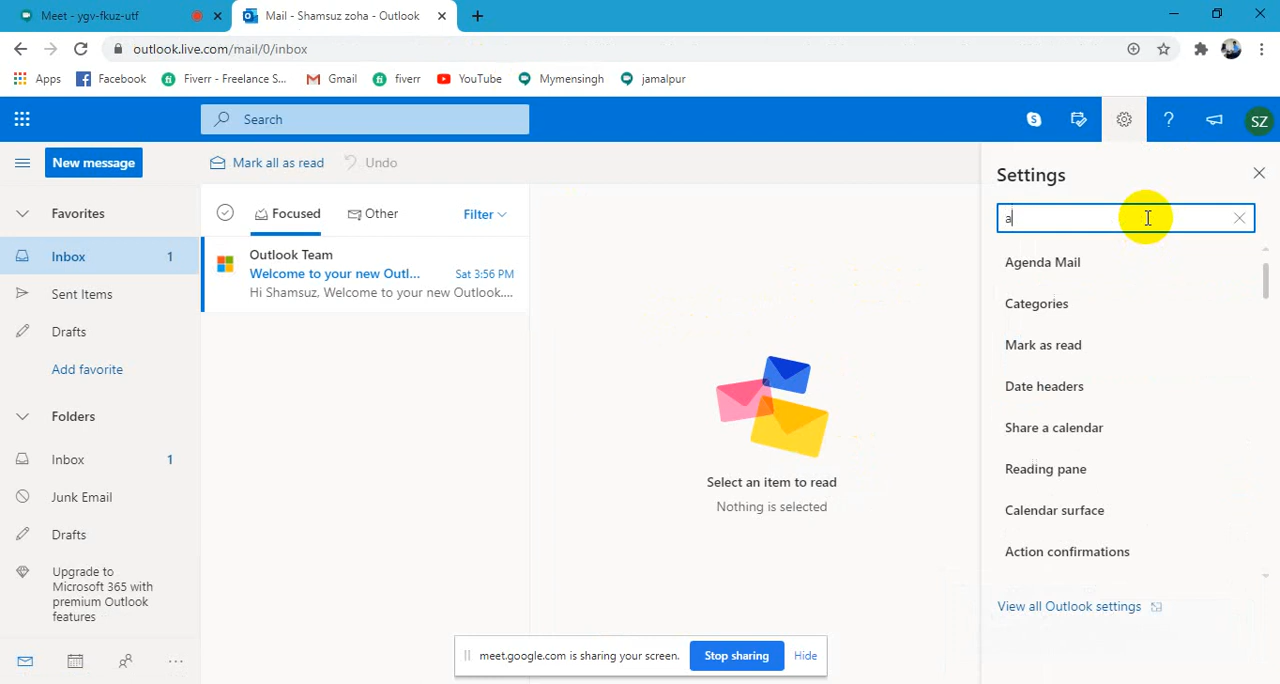 Meet - ygv-fkuz-utf
Mail - Shamsuz zoha - Outlook
outlook.live.com/mail/0/inbox
Apps Facebook Fiverr - Freelance S... Gmail fiverr YouTube Mymensingh jamalpur
Search
SZ
New message
Mark all as read Undo
Favorites
Inbox 1
Sent Items
Drafts
Add favorite
Folders
Inbox 1
Junk Email
Drafts
Upgrade to
Microsoft 365 with
premium Outlook
features
Focused Other Filter
Outlook Team
Welcome to your new Outl... Sat 3:56 PM
Hi Shamsuz, Welcome to your new Outlook....
Select an item to read
Nothing is selected
Settings
a
Agenda Mail
Categories
Mark as read
Date headers
Share a calendar
Reading pane
Calendar surface
Action confirmations
View all Outlook settings
meet.google.com is sharing your screen. Stop sharing Hide